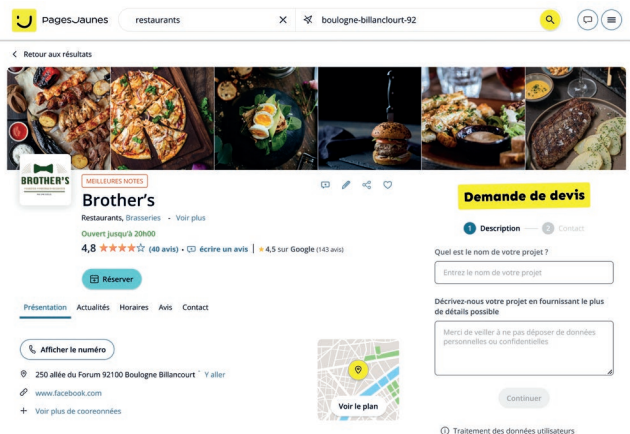 PagesJaunes
restaurants
boulogne-billancourt-92
Retour aux résultats
BROTHER'S
MEILLEURES NOTES
Brother's
Restaurants, Brasseries - Voir plus
Ouvert jusqu'à 20h00
4,8 (40 avis) • écrire un avis | 4,5 sur Google (143 avis)
Réserver
Présentation Actualités Horaires Avis Contact
Afficher le numéro
250 allée du Forum 92100 Boulogne Billancourt Y aller
www.facebook.com
+ Voir plus de cooreonnées
Voir le plan
Demande de devis
1 Description 2 Contact
Quel est le nom de votre projet ?
Entrez le nom de votre projet
Décrivez-nous votre projet en fournissant le plus
de détails possible
Merci de veiller à ne pas déposer de données
personnelles ou confidentielles
Continuer
Traitement des données utilisateurs